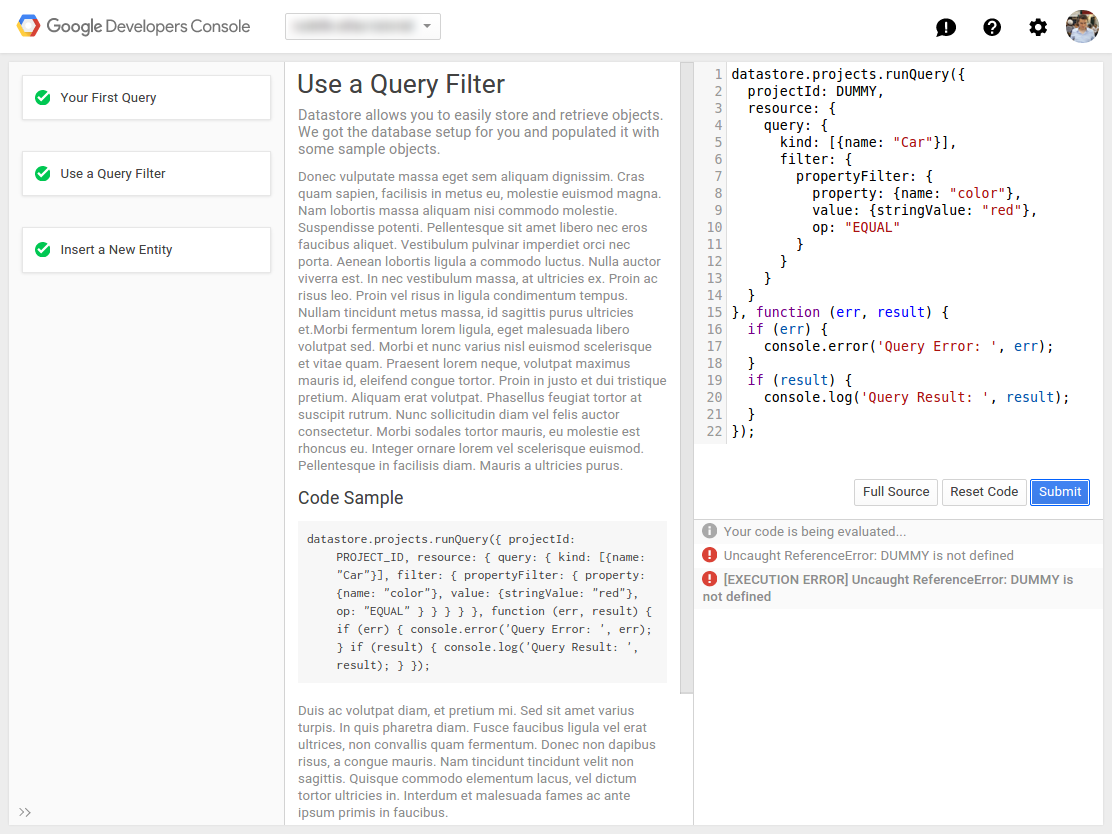 Google Developers Console
Your First Query
Use a Query Filter
Insert a New Entity
Use a Query Filter
Datastore allows you to easily store and retrieve objects.
We got the database setup for you and populated it with
some sample objects.
Donec vulputate massa eget sem aliquam dignissim. Cras
quam sapien, facilisis in metus eu, molestie euismod magna.
Nam lobortis massa aliquam nisi commodo molestie.
Suspendisse potenti. Pellentesque sit amet libero nec eros
faucibus aliquet. Vestibulum pulvinar imperdiet orci nec
porta. Aenean lobortis ligula a commodo luctus. Nulla auctor
viverra est. In nec vestibulum massa, at ultricies ex. Proin ac
risus leo. Proin vel risus in ligula condimentum tempus.
Nullam tincidunt metus massa, id sagittis purus ultricies
et.Morbi fermentum lorem ligula, eget malesuada libero
volutpat sed. Morbi et nunc varius nisl euismod scelerisque
et vitae quam. Praesent lorem neque, volutpat maximus
mauris id, eleifend congue tortor. Proin in justo et dui tristique
pretium. Aliquam erat volutpat. Phasellus feugiat tortor at
suscipit rutrum. Nunc sollicitudin diam vel felis auctor
consectetur. Morbi sodales tortor mauris, eu molestie est
rhoncus eu. Integer ornare lorem vel scelerisque euismod.
Pellentesque in facilisis diam. Mauris a ultricies purus.
Code Sample
datastore.projects.runQuery({ projectId:
PROJECT_ID, resource: { query: { kind: [{name:
"Car"}], filter: { propertyFilter: { property:
{name: "color"}, value: {stringValue: "red"},
op: "EQUAL" } } } } }, function (err, result) {
if (err) { console.error('Query Error: ', err);
} if (result) { console.log('Query Result: ',
result); } });
Duis ac volutpat diam, et pretium mi. Sed sit amet varius
turpis. In quis pharetra diam. Fusce faucibus ligula vel erat
ultrices, non convallis quam fermentum. Donec non dapibus
risus, a congue mauris. Nam tincidunt tincidunt velit non
sagittis. Quisque commodo elementum lacus, vel dictum
tortor ultricies in. Interdum et malesuada fames ac ante
ipsum primis in faucibus.
1 datastore.projects.runQuery({
2 projectId: DUMMY,
3 resource: {
4 query: {
5 kind: [{name: "Car"}],
6 filter: {
7 propertyFilter: {
8 property: {name: "color"},
9 value: {stringValue: "red"},
10 op: "EQUAL"
11 }
12 }
13 }
14 }
15 }, function (err, result) {
16 if (err) {
17 console.error('Query Error: ', err);
18 }
19 if (result) {
20 console.log('Query Result: ', result);
21 }
22 });
Full Source Reset Code Submit
Your code is being evaluated...
Uncaught ReferenceError: DUMMY is not defined
[EXECUTION ERROR] Uncaught ReferenceError: DUMMY is
not defined